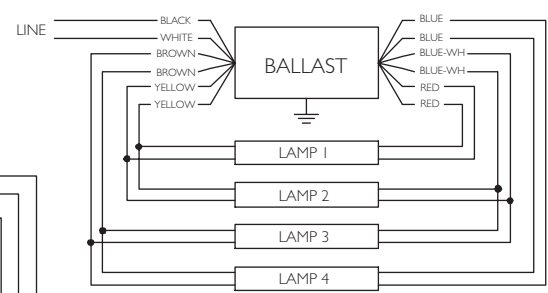 LINE
BLACK
WHITE
BROWN
BROWN
YELLOW
YELLOW
BALLAST
BLUE
BLUE
BLUE-WH
BLUE-WH
RED
RED
LAMP 1
LAMP 2
LAMP 3
LAMP 4